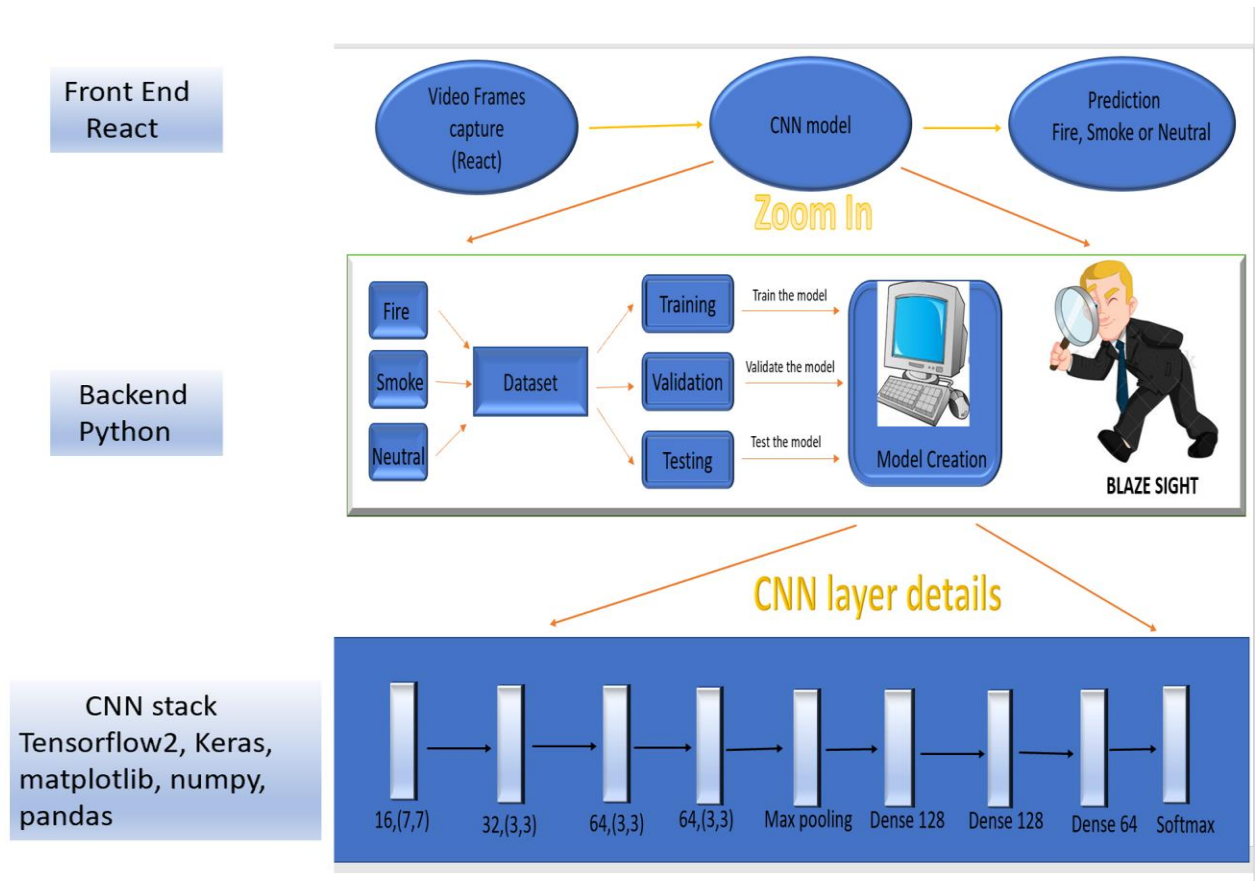 Front End
React
Video Frames
capture
(React)
CNN model
Prediction
Fire, Smoke or Neutral
Zoom In
Backend
Python
Fire
Smoke
Neutral
Dataset
Training
Validation
Testing
Train the model
Validate the model
Test the model
Model Creation
BLAZE SIGHT
CNN layer details
CNN stack
Tensorflow2, Keras,
matplotlib, numpy,
pandas
16,(7,7)
32,(3,3)
64,(3,3)
64,(3,3)
Max pooling
Dense 128
Dense 128
Dense 64
Softmax